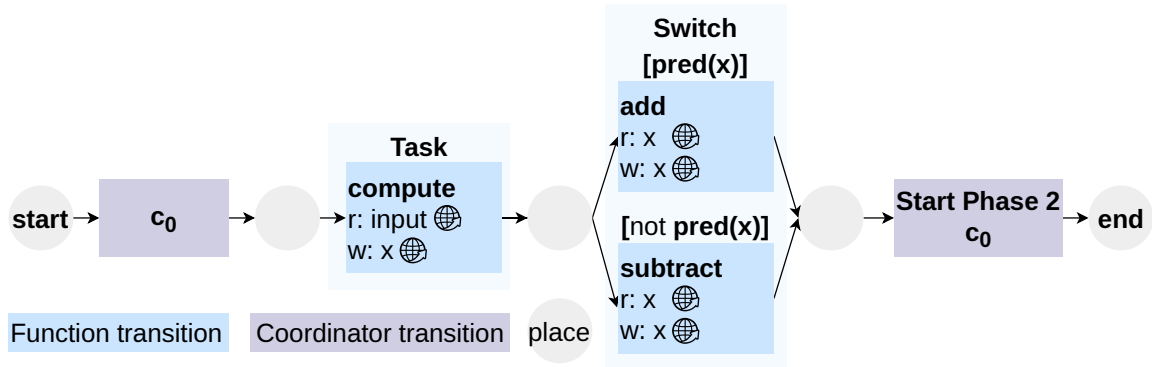 start
c0
Task
compute
r: input
w: x
Switch
[pred(x)]
add
r: x
w: x
[not pred(x)]
subtract
r: x
w: x
Start Phase 2
c0
end
Function transition
Coordinator transition
place